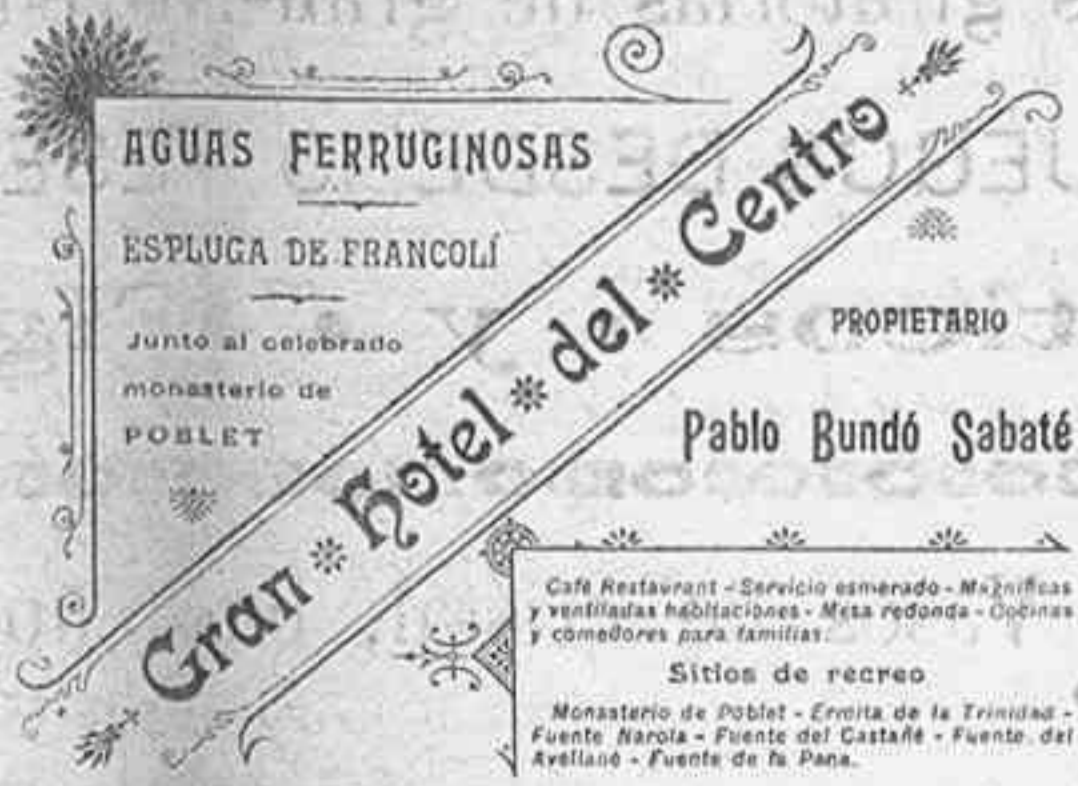 AGUAS FERRUGINOSAS
ESPLUGA DE FRANCOLÍ
Junto al celebrado
monasterio de
POBLET
Gran * Hotel * del * Centro
PROPIETARIO
Pablo Bundó Sabaté
Café Restaurant - Servicio esmerado - Magníficas
y ventiladas habitaciones - Mesa redonda - Cocinas
y comedores para familias.
Sitios de recreo
Monasterio de Poblet - Ermita de la Trinidad -
Fuente Narola - Fuente del Castañé - Fuente del
Avellané - Fuente de la Pana.